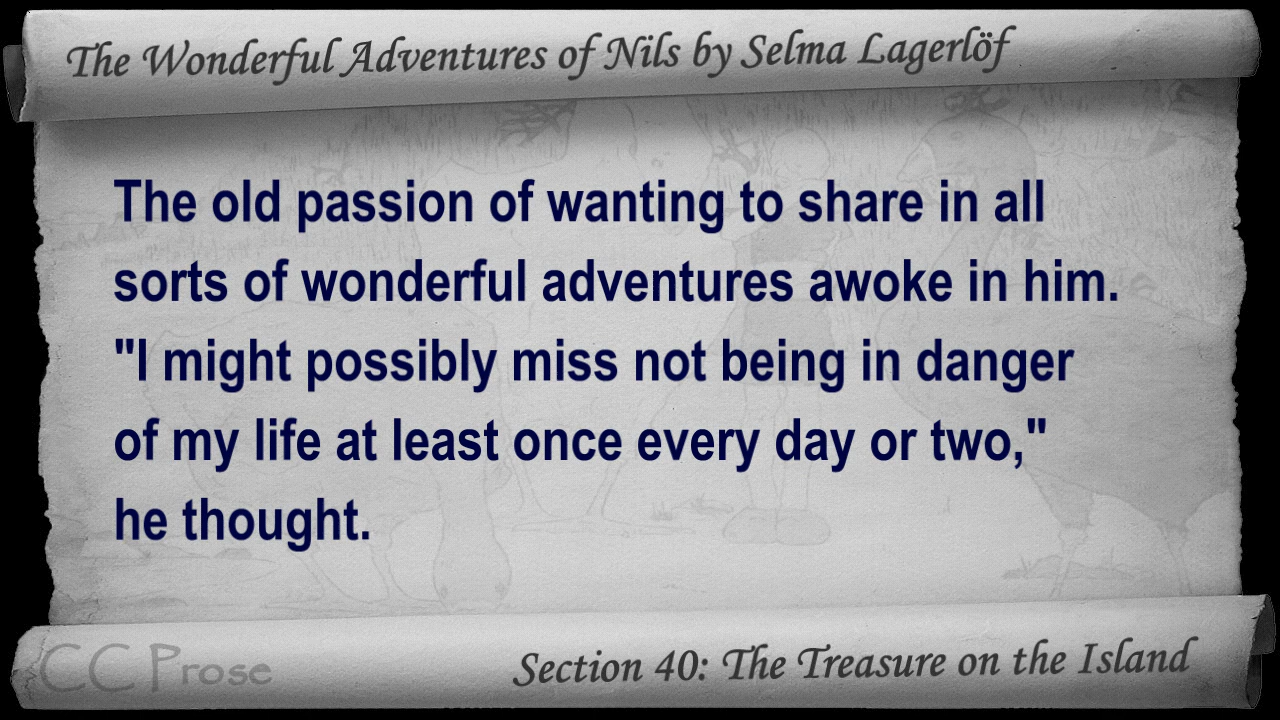 The Wonderful Adventures of Nils by Selma Lagerlöf
The old passion of wanting to share in all
sorts of wonderful adventures awoke in him.
"I might possibly miss not being in danger
of my life at least once every day or two,"
he thought.
CC Prose
Section 40: The Treasure on the Island